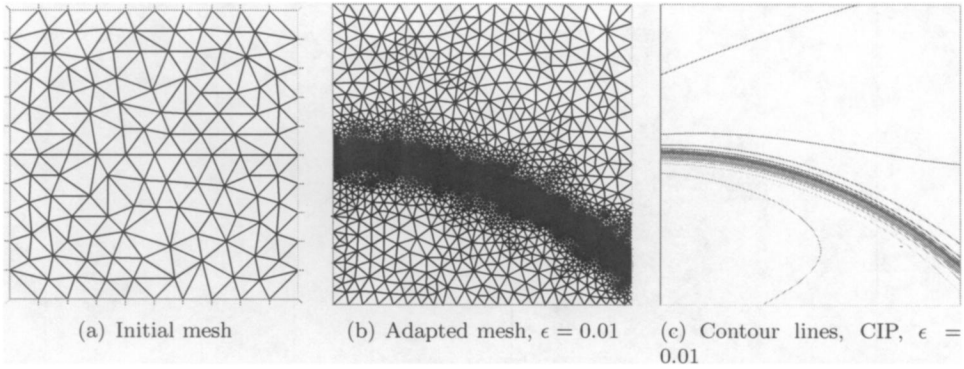 (a) Initial mesh
(b) Adapted mesh, ϵ = 0.01
(c) Contour lines, CIP, ϵ =
0.01